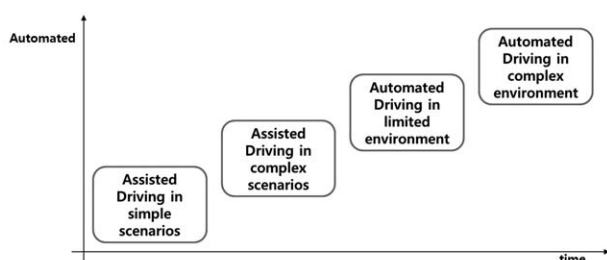 Automated
Assisted
Driving in
simple
scenarios
Assisted
Driving in
complex
scenarios
Automated
Driving in
limited
environment
Automated
Driving in
complex
environment
time